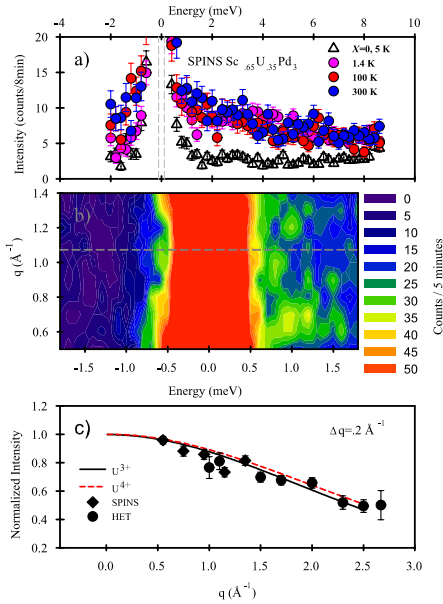 Energy (meV)
-4 -2 0 2 4 6 8 10
20
15
10
5
0
Intensity (counts/8min)
a)
SPINS Sc .65U.35Pd3
X=0, 5 K
1.4 K
100 K
300 K
1.4
1.2
1.0
0.8
0.6
q (Å-1)
b)
0
5
10
15
20
25
30
35
40
45
50
Counts / 5 minutes
-1.5 -1.0 -0.5 0.0 0.5 1.0 1.5
Energy (meV)
1.4
1.2
1.0
0.8
0.6
0.4
0.2
Normalized Intensity
c)
Δq=.2 Å-1
U3+
U4+
SPINS
HET
0.0 0.5 1.0 1.5 2.0 2.5 3.0
q (Å-1)